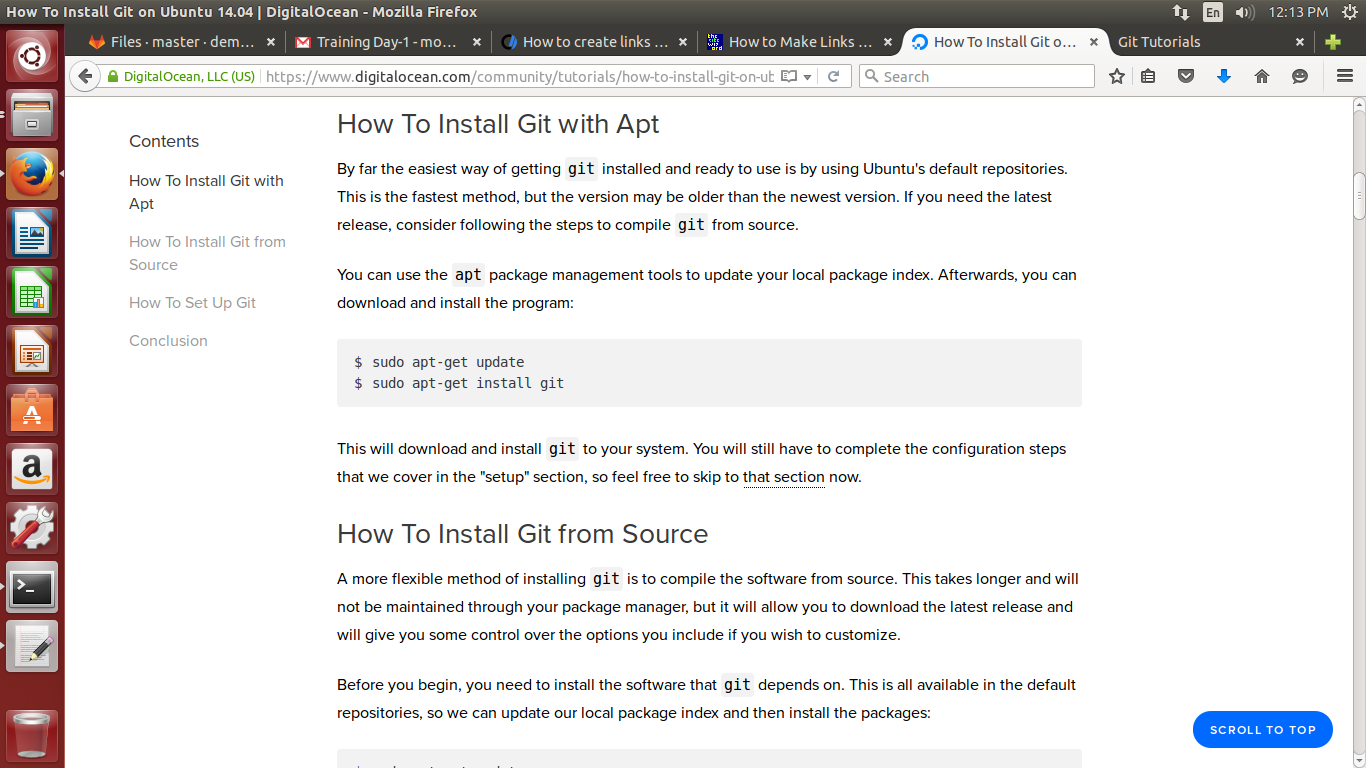 How To Install Git on Ubuntu 14.04 | DigitalOcean - Mozilla Firefox
En
12:13 PM
Files · master · dem...
Training Day-1 - mo...
How to create links ...
How to Make Links ...
How To Install Git o...
Git Tutorials
DigitalOcean, LLC (US)
https://www.digitalocean.com/community/tutorials/how-to-install-git-on-ub
Search
Contents
How To Install Git with
Apt
How To Install Git from
Source
How To Set Up Git
Conclusion
How To Install Git with Apt
By far the easiest way of getting git installed and ready to use is by using Ubuntu's default repositories.
This is the fastest method, but the version may be older than the newest version. If you need the latest
release, consider following the steps to compile git from source.
You can use the apt package management tools to update your local package index. Afterwards, you can
download and install the program:
$ sudo apt-get update
$ sudo apt-get install git
This will download and install git to your system. You will still have to complete the configuration steps
that we cover in the "setup" section, so feel free to skip to that section now.
How To Install Git from Source
A more flexible method of installing git is to compile the software from source. This takes longer and will
not be maintained through your package manager, but it will allow you to download the latest release and
will give you some control over the options you include if you wish to customize.
Before you begin, you need to install the software that git depends on. This is all available in the default
repositories, so we can update our local package index and then install the packages:
SCROLL TO TOP